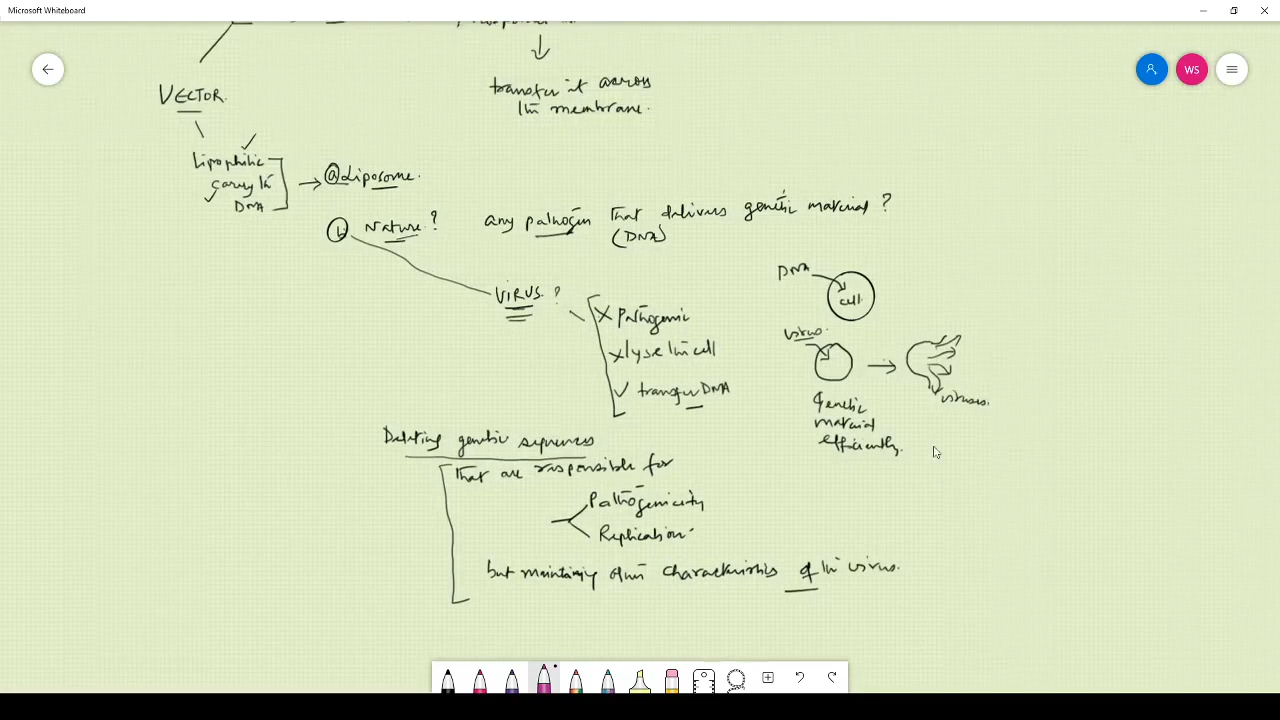 Microsoft Whiteboard
WS
transfer it across
the membrane.
VECTOR.
Lipophilic
carry the
DNA
(a) Liposome.
(b) Nature? any pathogen that delivers genetic material?
(DNA)
VIRUS?
x Pathogenic
x lyse the cell
✓ transfer DNA
DNA
cell
virus.
viruses.
Genetic
material
efficiently.
Deleting genetic sequences
that are responsible for
Pathogenicity
Replication
but maintaining other characteristics of the virus.